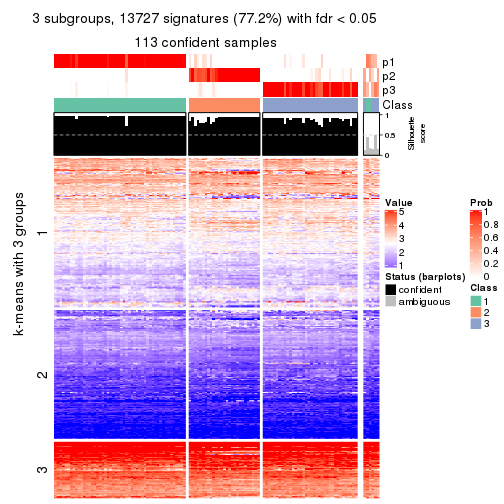 3 subgroups, 13727 signatures (77.2%) with fdr < 0.05
113 confident samples
p1
p2
p3
Class
1
0.5
0
Silhouette
score
k-means with 3 groups
1
2
3
Value
5
4
3
2
1
Status (barplots)
confident
ambiguous
Prob
1
0.8
0.6
0.4
0.2
0
Class
1
2
3